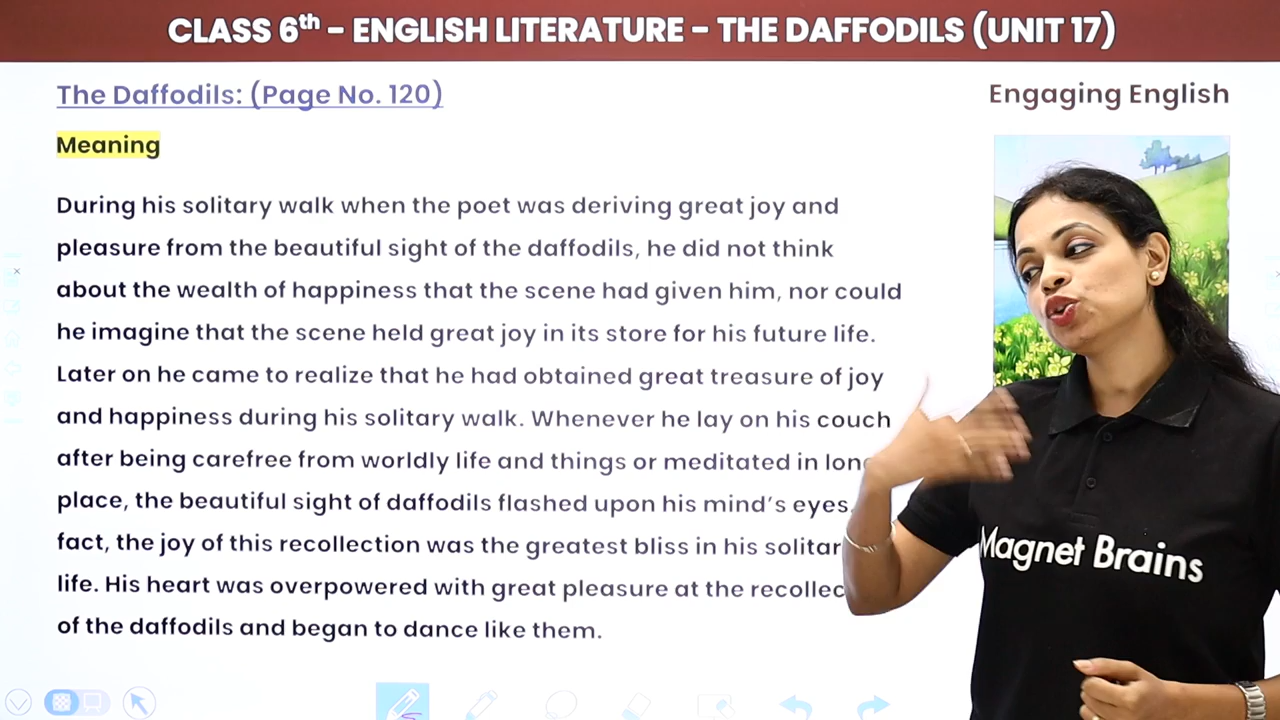 CLASS 6th - ENGLISH LITERATURE - THE DAFFODILS (UNIT 17)
The Daffodils: (Page No. 120)
Engaging English
Meaning
During his solitary walk when the poet was deriving great joy and
pleasure from the beautiful sight of the daffodils, he did not think
about the wealth of happiness that the scene had given him, nor could
he imagine that the scene held great joy in its store for his future life.
Later on he came to realize that he had obtained great treasure of joy
and happiness during his solitary walk. Whenever he lay on his couch
after being carefree from worldly life and things or meditated in
place, the beautiful sight of daffodils flashed upon his mind's eyes.
fact, the joy of this recollection was the greatest bliss in his
life. His heart was overpowered with great pleasure at the
of the daffodils and began to dance like them.
Magnet Brains